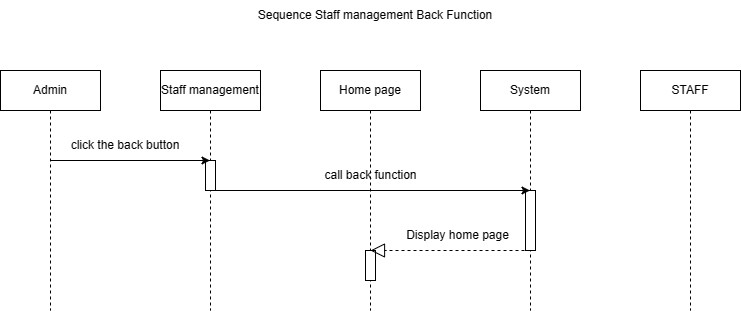 Sequence Staff management Back Function
Admin
Staff management
Home page
System
STAFF
click the back button
call back function
Display home page